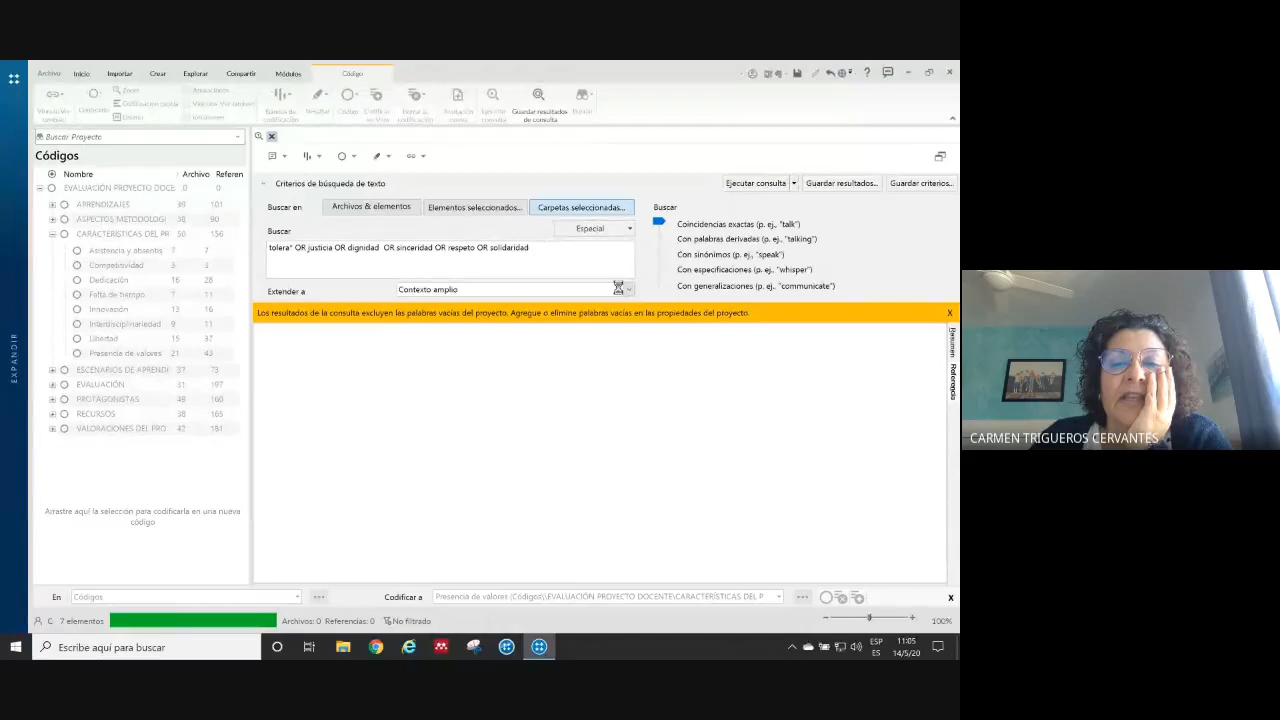 Archivo Inicio Importar Crear Explorar Compartir Módulos Código
Guardar resultados
de consulta
Buscar Proyecto
Códigos
Nombre Archivo Referen
EVALUACIÓN PROYECTO DOCE 0 0
APRENDIZAJES 39 101
ASPECTOS METODOLOGI 38 90
CARACTERÍSTICAS DEL PR 50 156
Asistencia y absentis 7 7
Competitividad 3 3
Dedicación 16 28
Falta de tiempo 7 11
Innovación 13 16
Interdisciplinariedad 9 11
Libertad 15 37
Presencia de valores 21 43
ESCENARIOS DE APRENDI 37 73
EVALUACIÓN 31 197
PROTAGONISTAS 49 160
RECURSOS 38 165
VALORACIONES DEL PRO 42 181
Arrastre aquí la selección para codificarla en una nueva
código
EXPANDIR
Criterios de búsqueda de texto
Ejecutar consulta Guardar resultados... Guardar criterios...
Buscar en Archivos & elementos Elementos seleccionados... Carpetas seleccionadas...
Buscar
Especial
tolera* OR justicia OR dignidad OR sinceridad OR respeto OR solidaridad
Extender a Contexto amplio
Buscar
Coincidencias exactas (p. ej., "talk")
Con palabras derivadas (p. ej., "talking")
Con sinónimos (p. ej., "speak")
Con especificaciones (p. ej., "whisper")
Con generalizaciones (p. ej., "communicate")
Los resultados de la consulta excluyen las palabras vacías del proyecto. Agregue o elimine palabras vacías en las propiedades del proyecto. X
Resumen
Referencia
En Códigos
Codificar a Presencia de valores (Códigos\\EVALUACIÓN PROYECTO DOCENTE\CARACTERÍSTICAS DEL P
x
C 7 elementos Archivos: 0 Referencias: 0 No filtrado
100%
Escribe aquí para buscar
ESP
ES
11:05
14/5/20
CARMEN TRIGUEROS CERVANTES